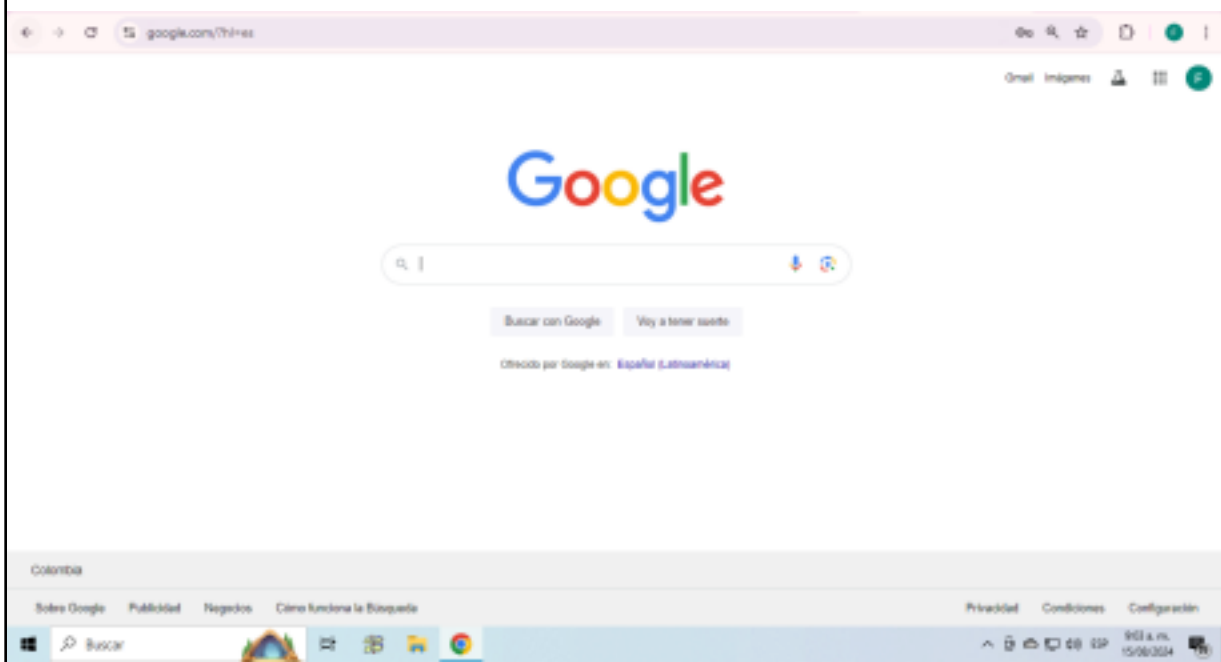 google.com/?hl=es
Gmail Imágenes
F
Google
Buscar con Google Voy a tener suerte
Ofrecido por Google en: Español (Latinoamérica)
Colombia
Sobre Google Publicidad Negocios Cómo funciona la Búsqueda
Privacidad Condiciones Configuración
Buscar
ESP
9:03 a. m.
15/08/2024